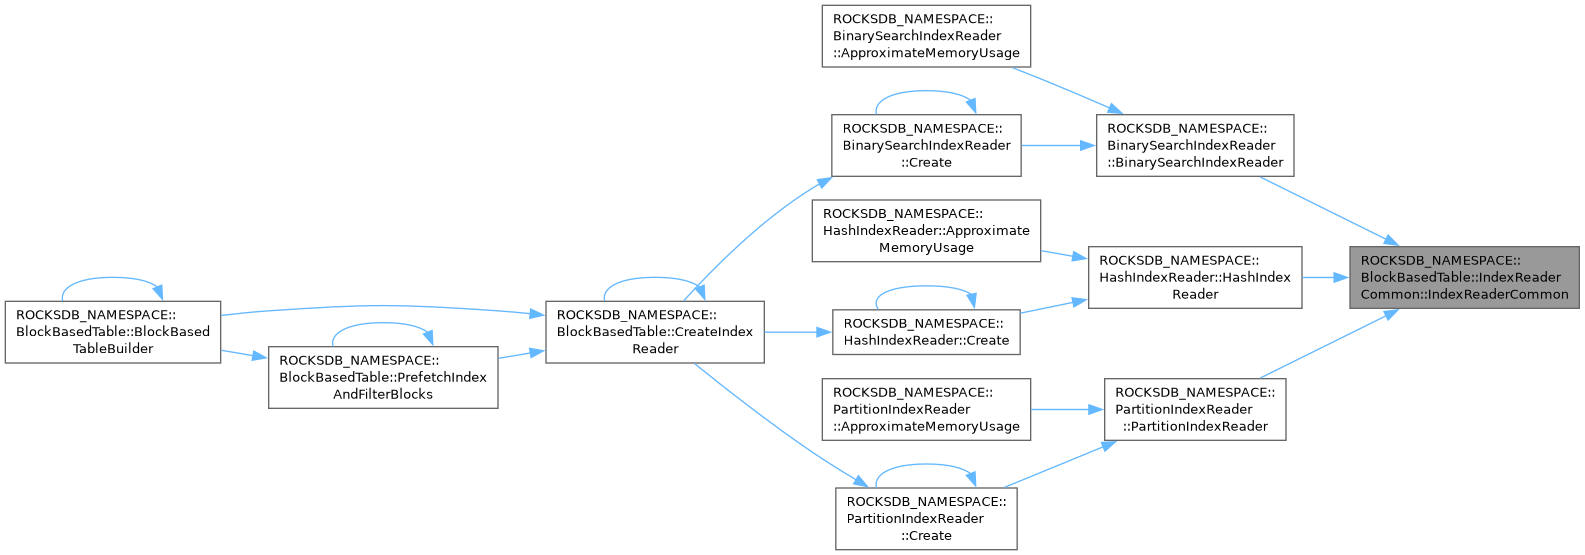 ROCKSDB_NAMESPACE::
BinarySearchIndexReader
::ApproximateMemoryUsage
ROCKSDB_NAMESPACE::
BinarySearchIndexReader
::Create
ROCKSDB_NAMESPACE::
BinarySearchIndexReader
::BinarySearchIndexReader
ROCKSDB_NAMESPACE::
HashIndexReader::Approximate
MemoryUsage
ROCKSDB_NAMESPACE::
HashIndexReader::HashIndex
Reader
ROCKSDB_NAMESPACE::
BlockBasedTable::IndexReader
Common::IndexReaderCommon
ROCKSDB_NAMESPACE::
BlockBasedTable::BlockBased
TableBuilder
ROCKSDB_NAMESPACE::
BlockBasedTable::PrefetchIndex
AndFilterBlocks
ROCKSDB_NAMESPACE::
BlockBasedTable::CreateIndex
Reader
ROCKSDB_NAMESPACE::
HashIndexReader::Create
ROCKSDB_NAMESPACE::
PartitionIndexReader
::ApproximateMemoryUsage
ROCKSDB_NAMESPACE::
PartitionIndexReader
::PartitionIndexReader
ROCKSDB_NAMESPACE::
PartitionIndexReader
::Create